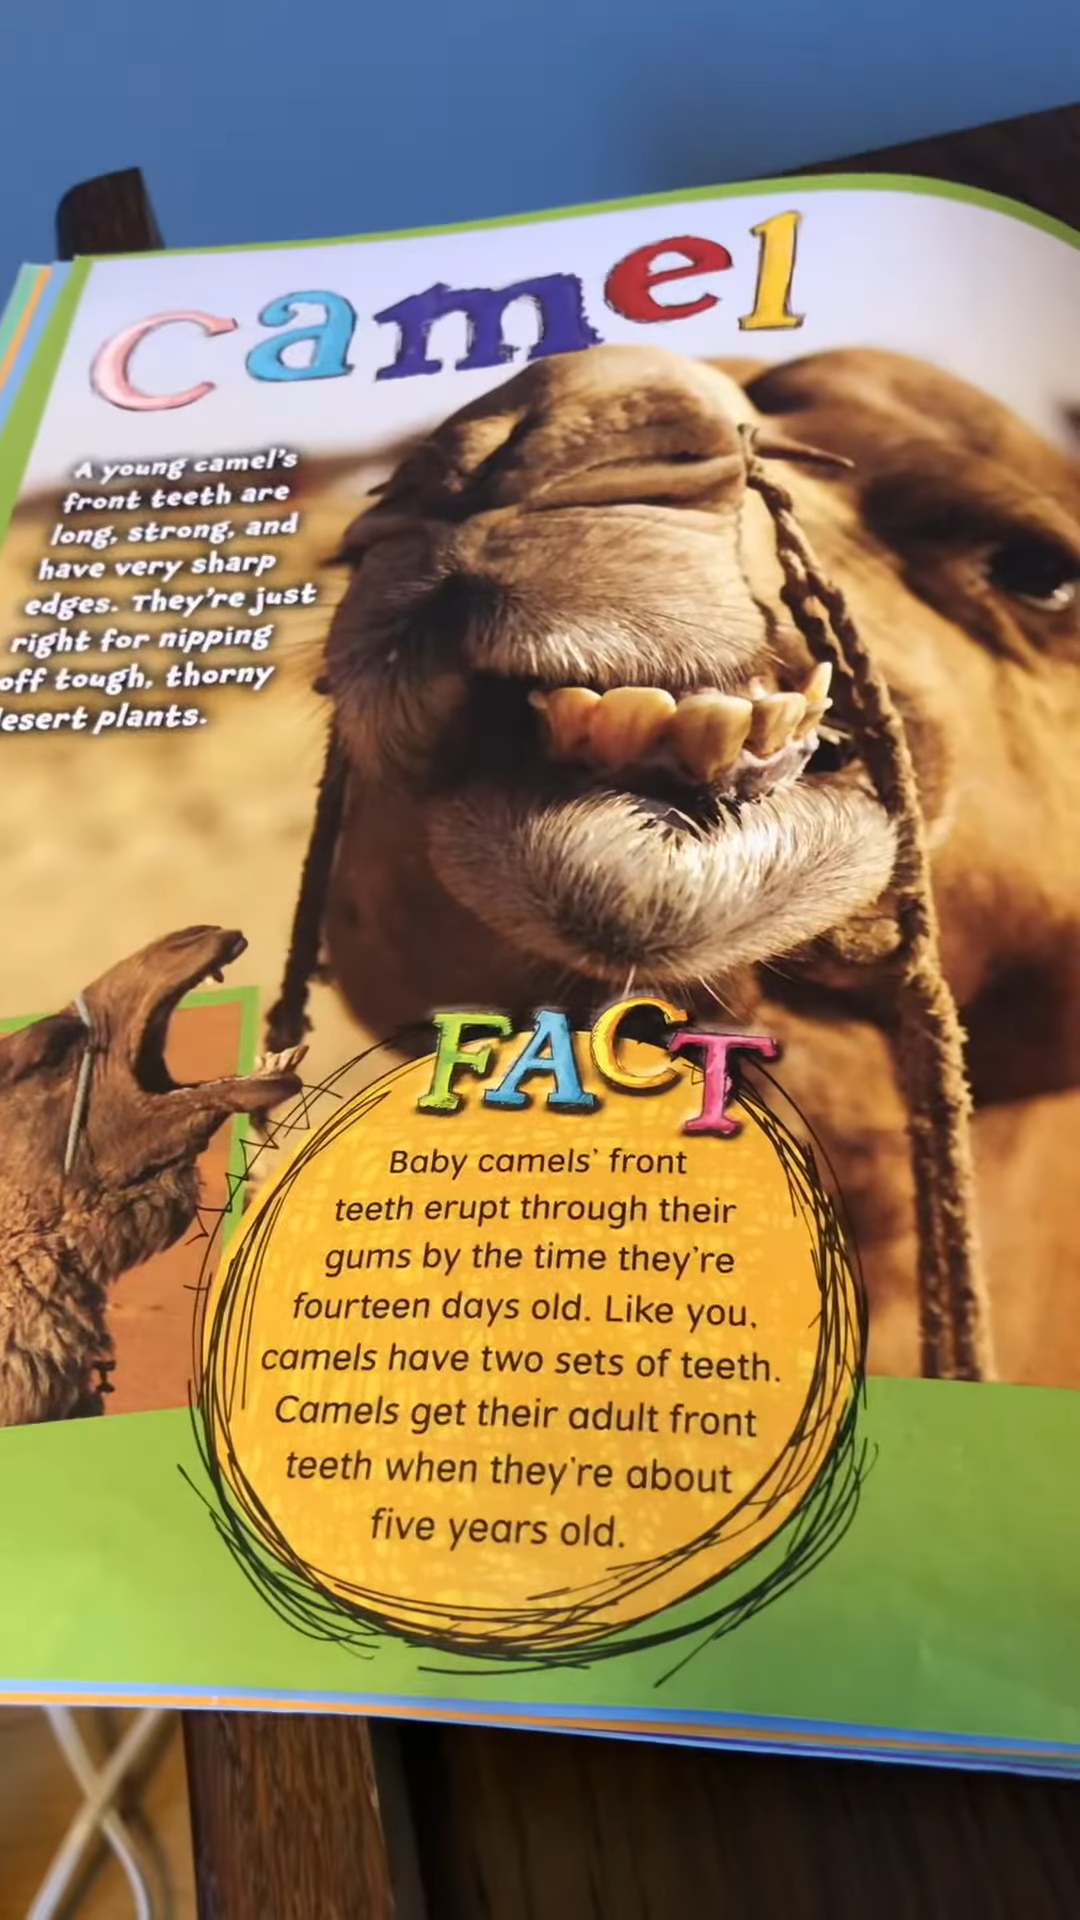 camel
A young camel's
front teeth are
long, strong, and
have very sharp
edges. They're just
right for nipping
off tough, thorny
desert plants.
FACT
Baby camels' front
teeth erupt through their
gums by the time they're
fourteen days old. Like you,
camels have two sets of teeth.
Camels get their adult front
teeth when they're about
five years old.